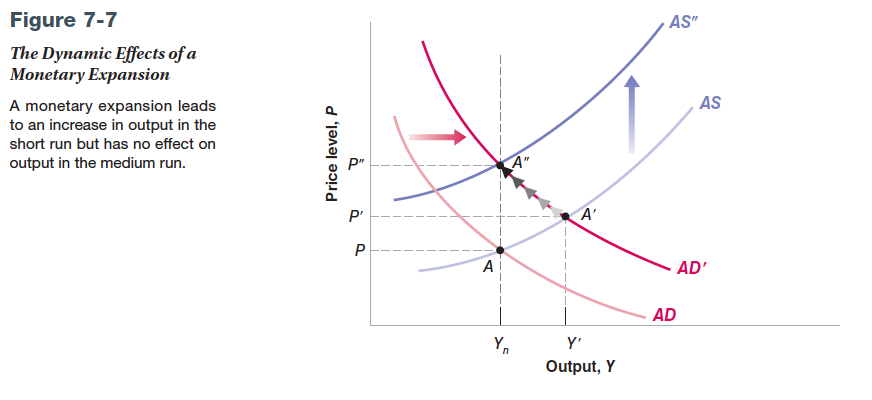 Figure 7-7
The Dynamic Effects of a
Monetary Expansion
A monetary expansion leads
to an increase in output in the
short run but has no effect on
output in the medium run.
Price level, P
AS″
AS
P″
A″
P′
A′
P
A
AD′
AD
Yn
Y′
Output, Y